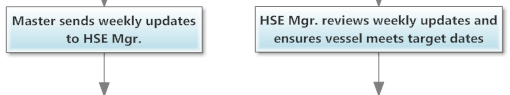 Master sends weekly updates
to HSE Mgr.
HSE Mgr. reviews weekly updates and
ensures vessel meets target dates